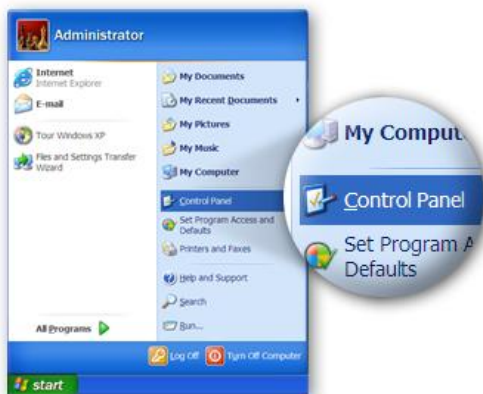 Administrator
Internet
Internet Explorer
E-mail
Tour Windows XP
Files and Settings Transfer
Wizard
All Programs
My Documents
My Recent Documents
My Pictures
My Music
My Computer
Control Panel
Set Program Access and
Defaults
Printers and Faxes
Help and Support
Search
Run...
Log Off
Turn Off Computer
start
My Comput
Control Panel
Set Program A
Defaults